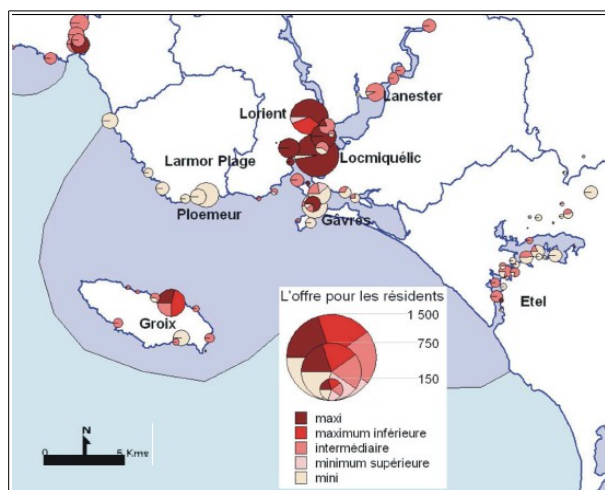 Lanester
Lorient
Larmor Plage
Locmiquélic
Ploemeur
Gâvres
Groix
Etel
L'offre pour les résidents
1 500
750
150
maxi
maximum inférieure
intermédiaire
minimum supérieure
mini
N
0 5 Kms